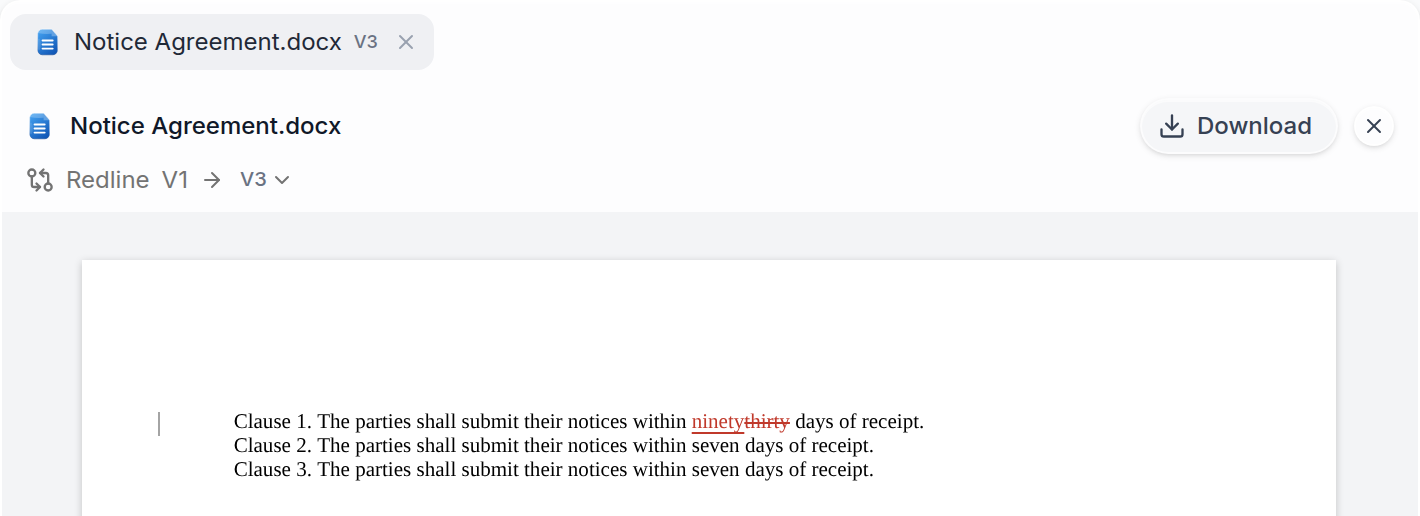 Notice Agreement.docx V3
Notice Agreement.docx
Download
Redline V1 → V3
Clause 1. The parties shall submit their notices within ninetythirty days of receipt.
Clause 2. The parties shall submit their notices within seven days of receipt.
Clause 3. The parties shall submit their notices within seven days of receipt.